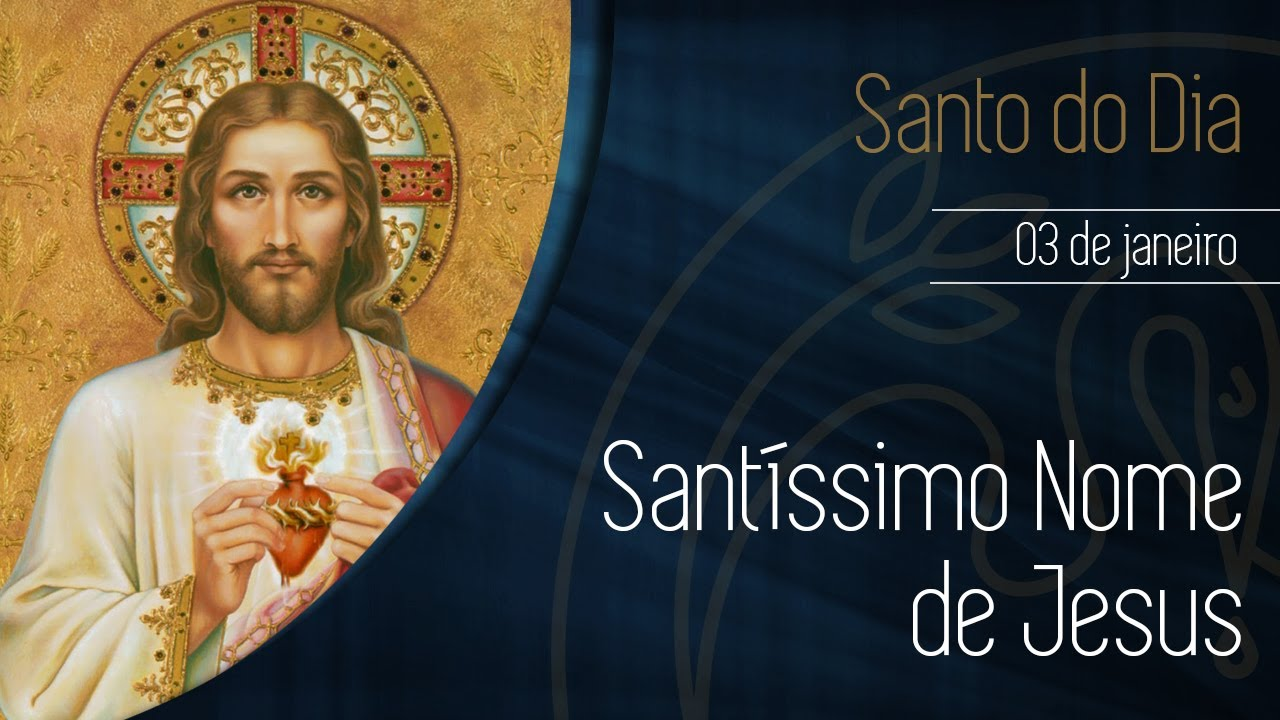 Santo do Dia
03 de janeiro
Santíssimo Nome
de Jesus